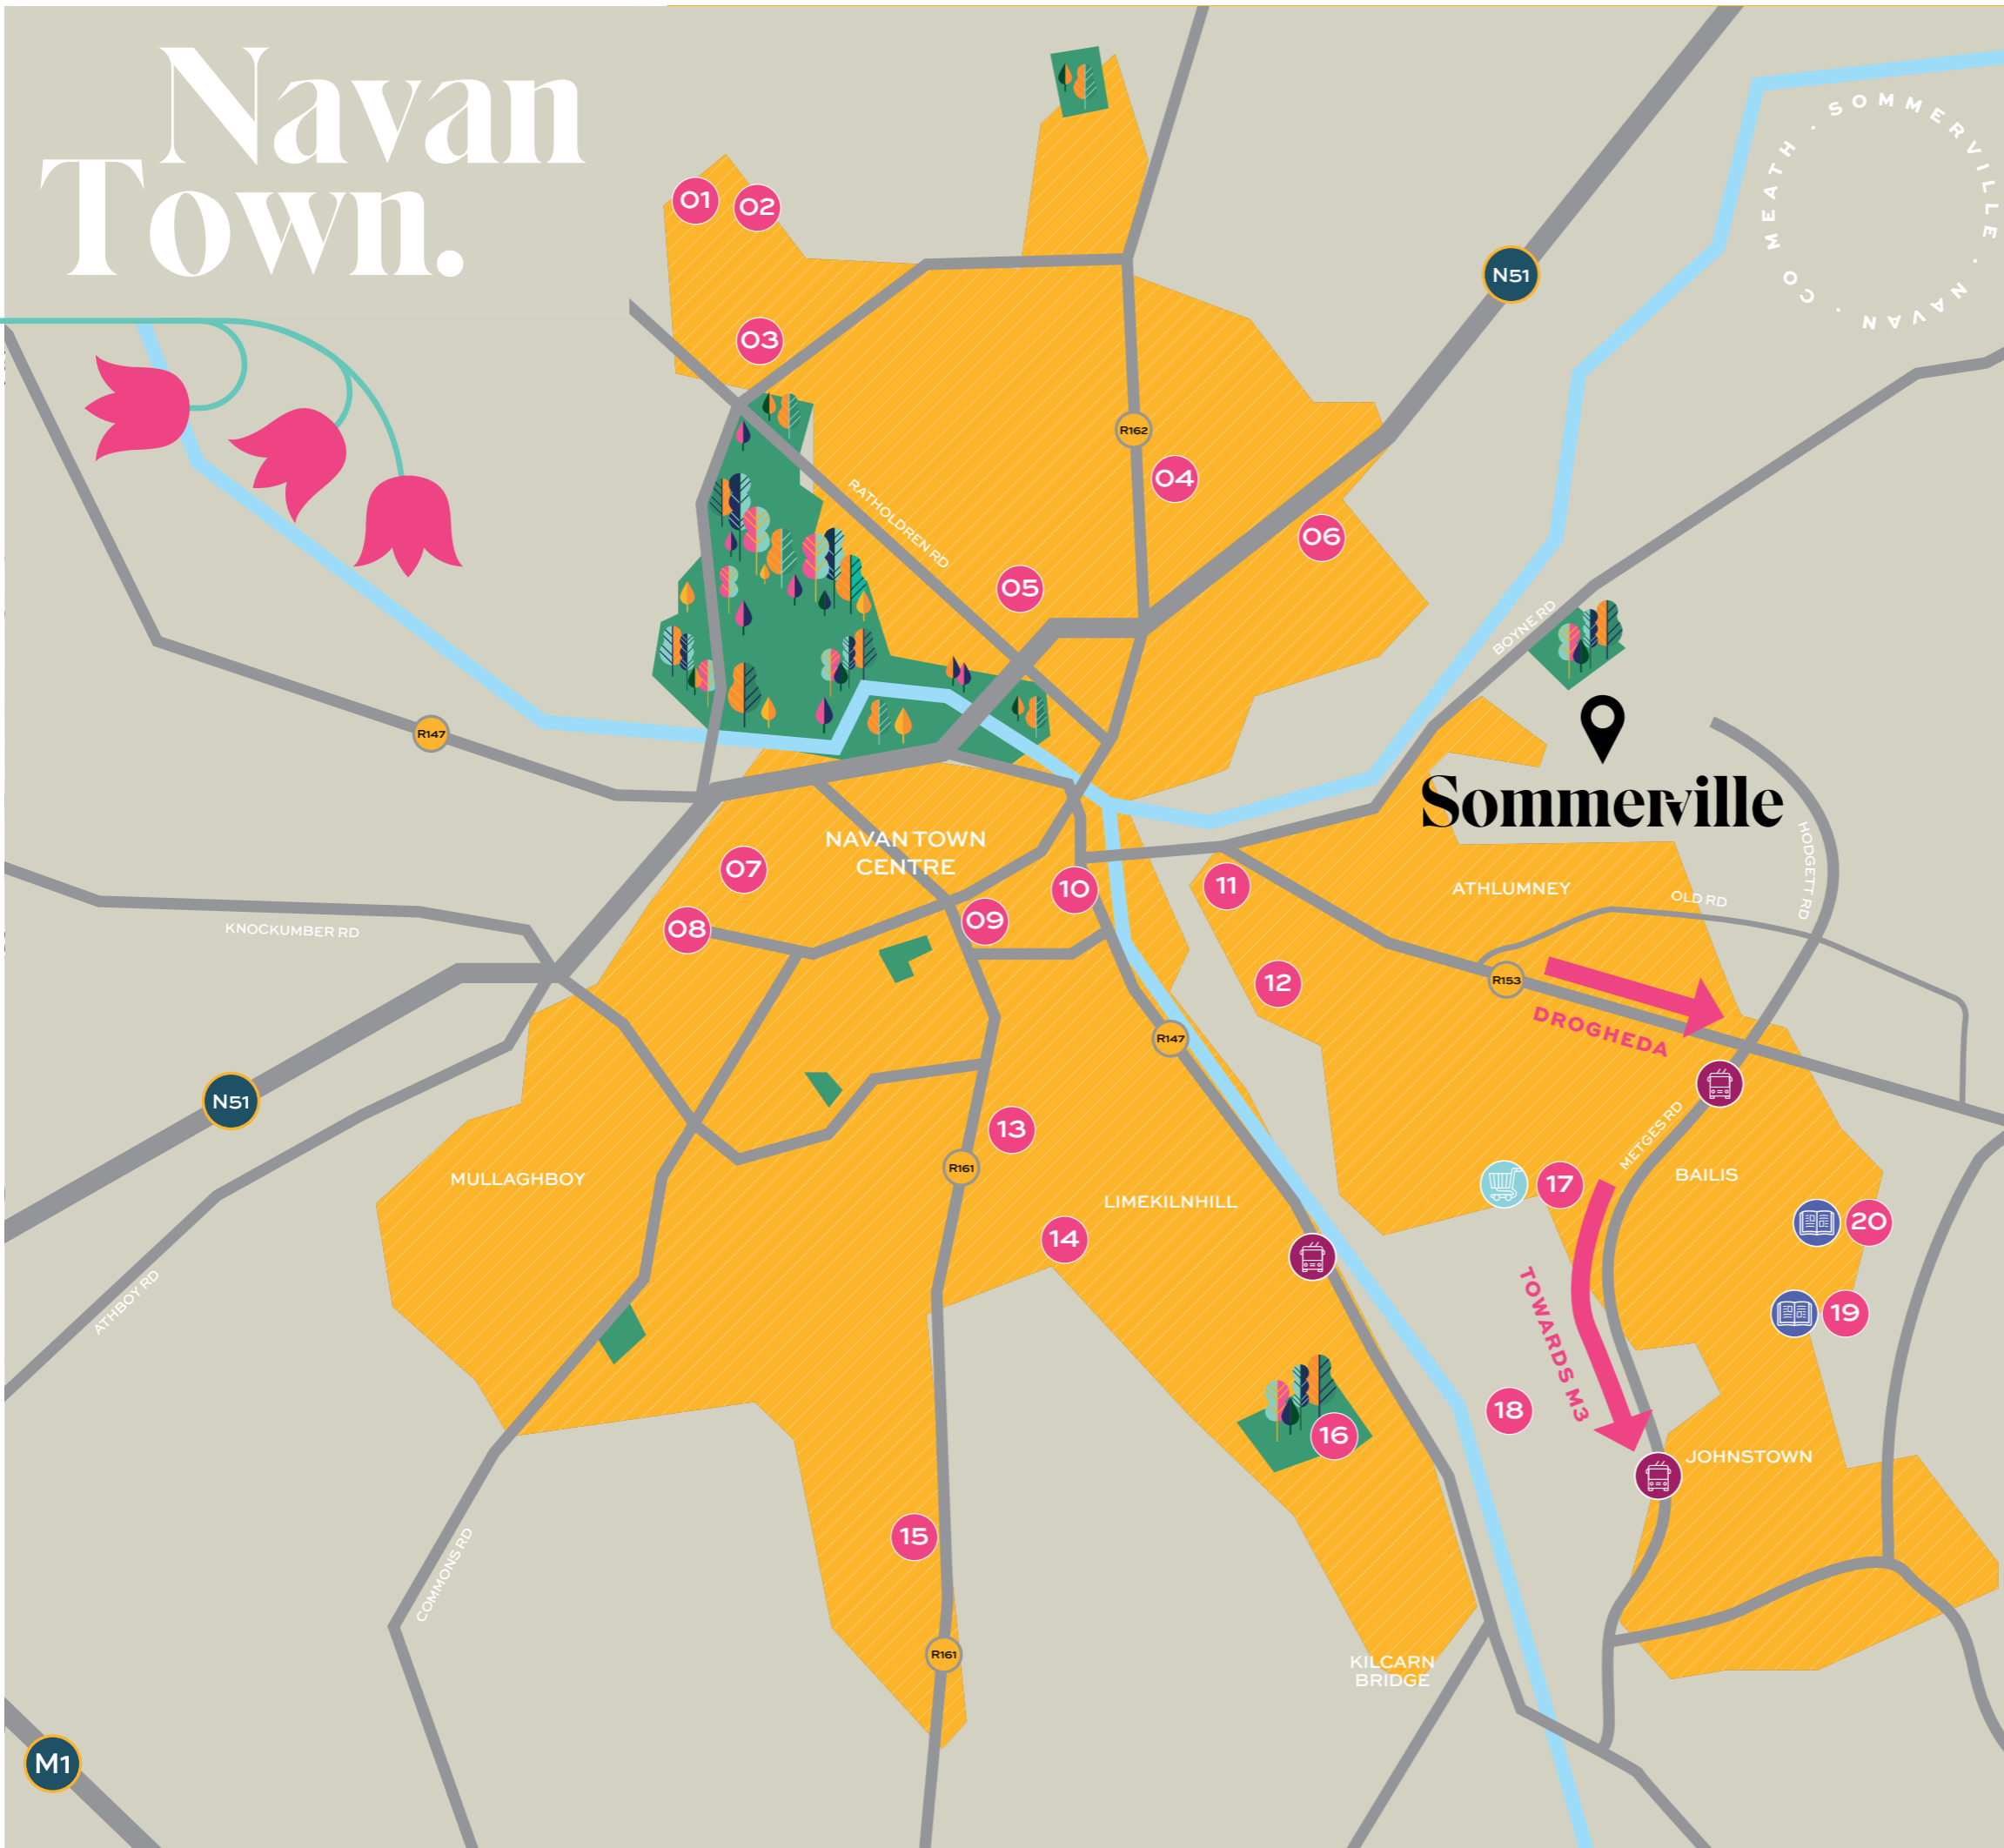 Navan
Town.
SOMMERVILLE · NAVAN · CO MEATH ·
01
02
03
N51
R162
04
RATHOLDREN RD
06
05
BOYNE RD
R147
Sommerville
NAVAN TOWN
CENTRE
HODGETT RD
07
10
11
ATHLUMNEY
OLD RD
08
09
KNOCKUMBER RD
12
R153
DROGHEDA
R147
N51
13
METGES RD
R161
MULLAGHBOY
BAILIS
17
LIMEKILNHILL
20
14
ATHBOY RD
19
TOWARDS M3
18
16
JOHNSTOWN
15
COMMONS RD
R161
KILCARN
BRIDGE
M1